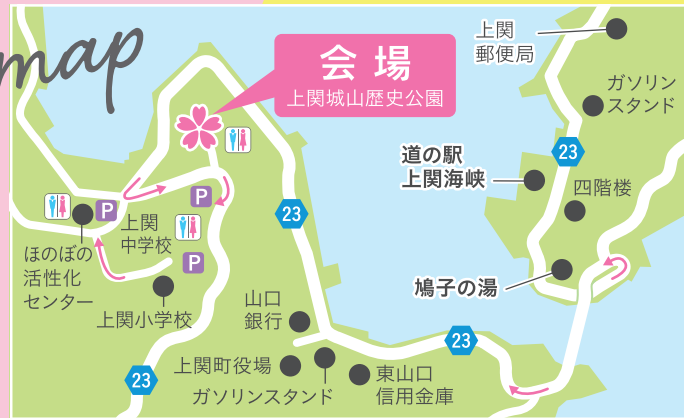 map
会場
上関城山歴史公園
上関
郵便局
ガソリン
スタンド
23
道の駅
上関海峡
四階楼
鳩子の湯
23
P
P
上関
中学校
P
ほのぼの
活性化
センター
上関小学校
山口
銀行
23
上関町役場
ガソリンスタンド
東山口
信用金庫
23